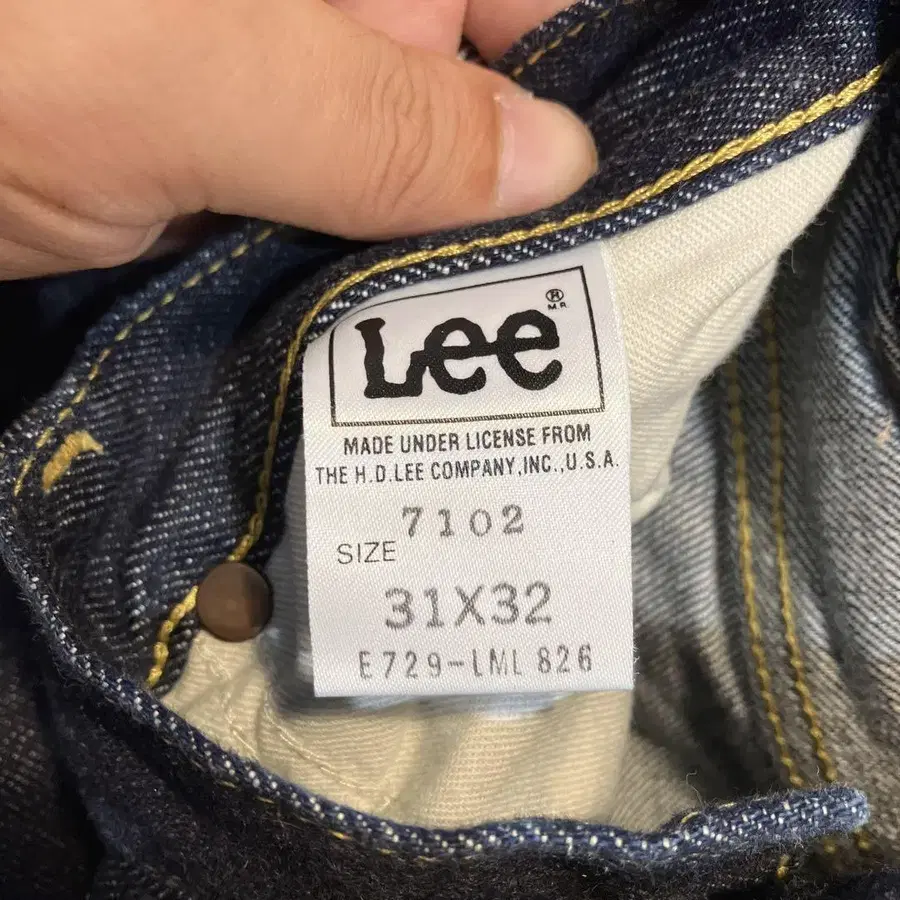 Lee ®
M.R.
MADE UNDER LICENSE FROM
THE H.D.LEE COMPANY,INC.,U.S.A.
7102
SIZE
31X32
E729-LML 826